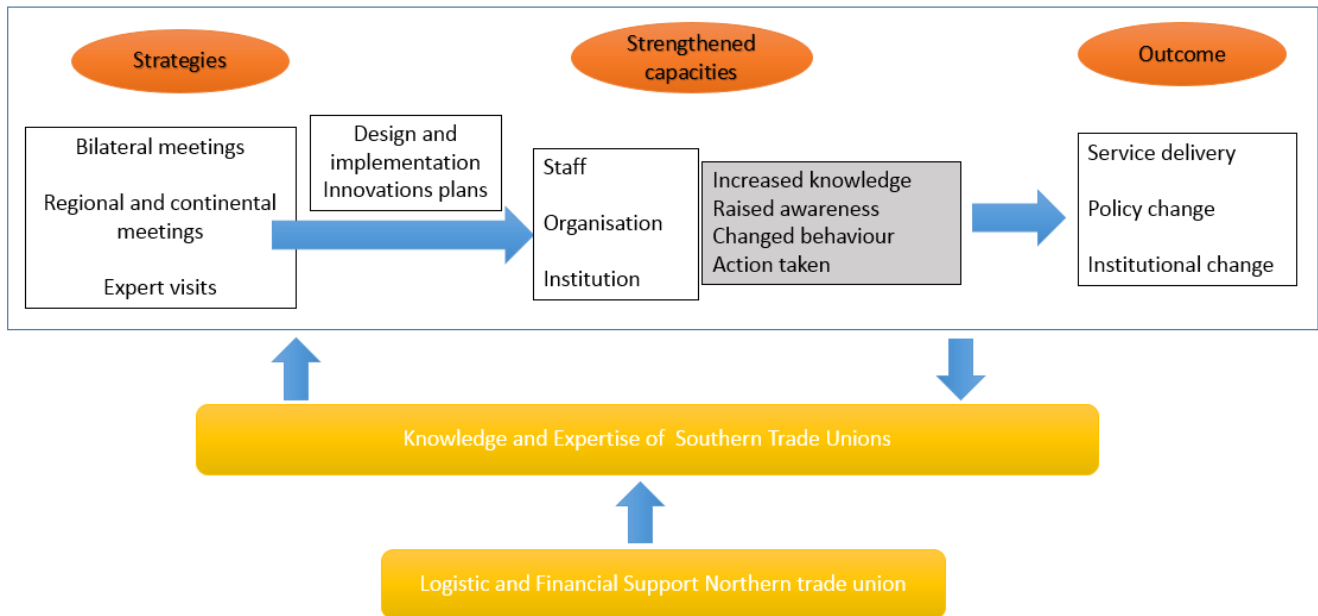 Strategies
Strengthened
capacities
Outcome
Bilateral meetings
Regional and continental
meetings
Expert visits
Design and
implementation
Innovations plans
Staff
Organisation
Institution
Increased knowledge
Raised awareness
Changed behaviour
Action taken
Service delivery
Policy change
Institutional change
Knowledge and Expertise of Southern Trade Unions
Logistic and Financial Support Northern trade union